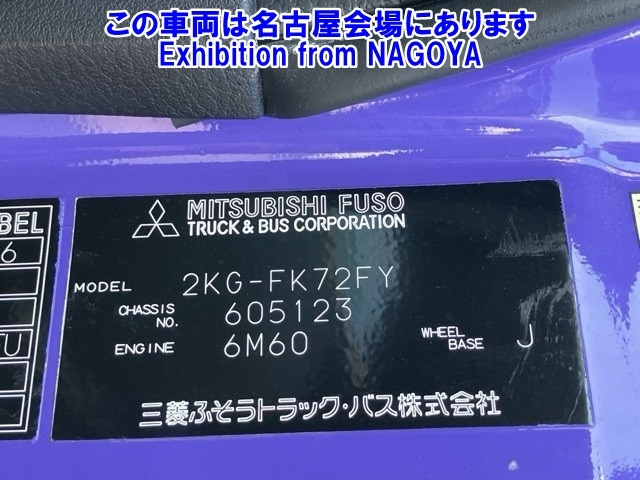 この車両は名古屋会場にあります
Exhibition from NAGOYA
BEL
6
U
MITSUBISHI FUSO
TRUCK & BUS CORPORATION
MODEL 2KG-FK72FY
CHASSIS NO. 605123
ENGINE 6M60
WHEEL BASE J
三菱ふそうトラック・バス株式会社